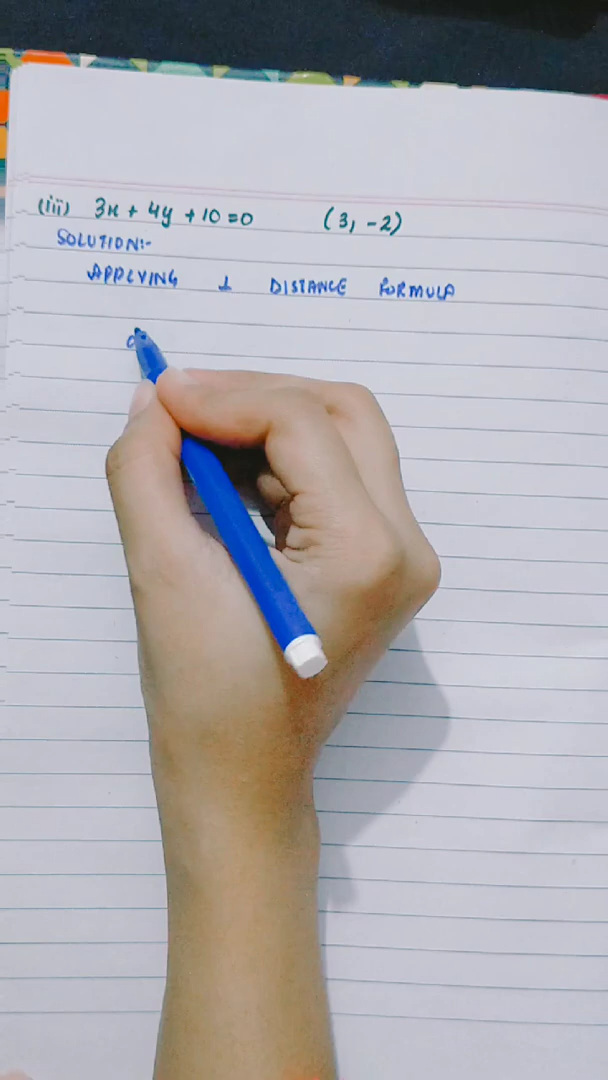 (iii) 3x + 4y + 10 = 0 (3, -2)
SOLUTION:-
APPLYING ⊥ DISTANCE FORMULA
d